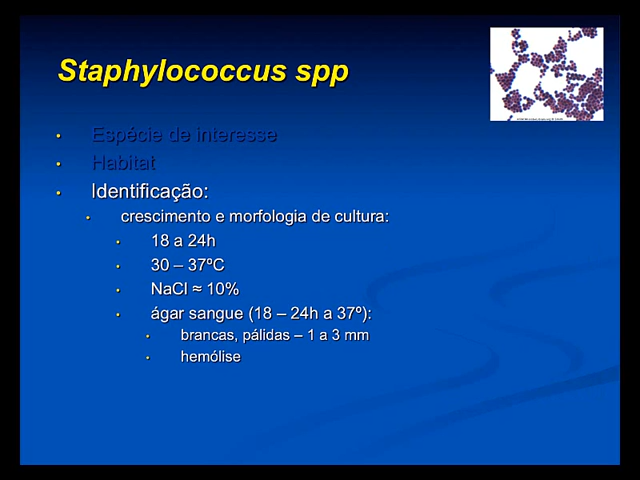 Staphylococcus spp
• Espécie de interesse
• Habitat
• Identificação:
• crescimento e morfologia de cultura:
• 18 a 24h
• 30 – 37ºC
• NaCl ≈ 10%
• ágar sangue (18 – 24h a 37º):
• brancas, pálidas – 1 a 3 mm
• hemólise